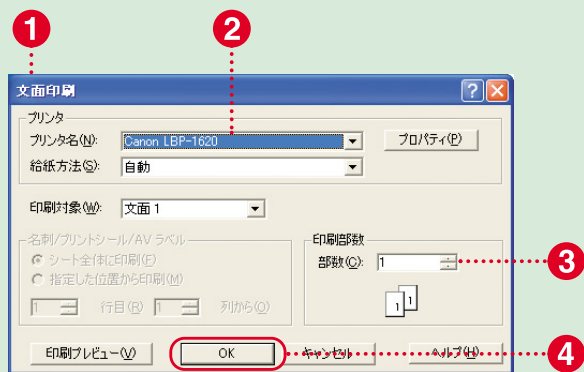 1 2
文面印刷 ? ×
プリンタ
プリンタ名(N): Canon LBP-1620 プロパティ(P)
給紙方法(S): 自動
印刷対象(W): 文面 1
名刺/プリントシール/AV ラベル 印刷部数
シート全体に印刷(F) 部数(C): 1 3
指定した位置から印刷(M)
1 行目(R) 1 列から(O) 1 1
印刷プレビュー(V) OK キャンセル ヘルプ(H) 4